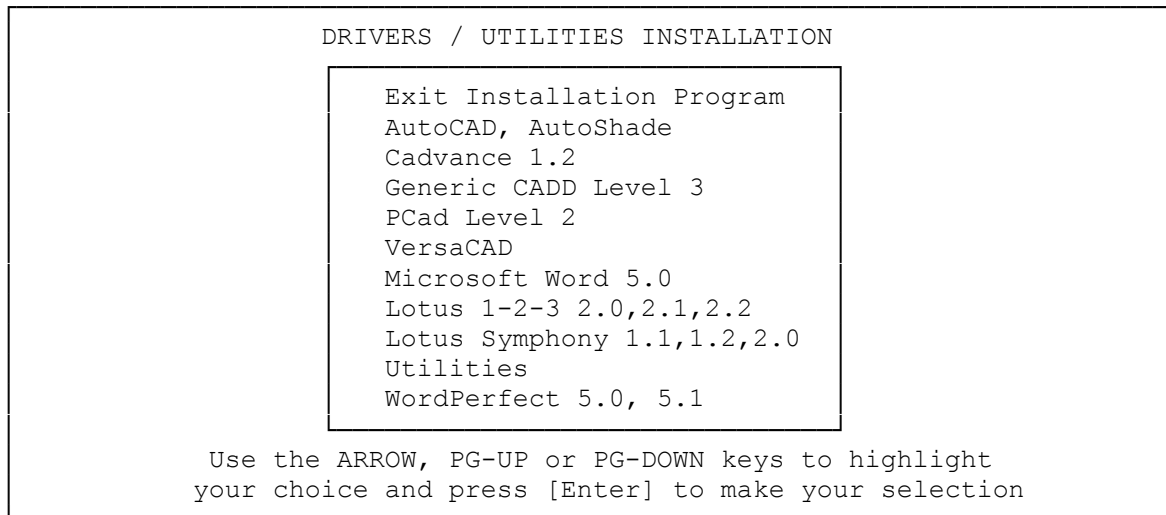 DRIVERS / UTILITIES INSTALLATION
Exit Installation Program
AutoCAD, AutoShade
Cadvance 1.2
Generic CADD Level 3
PCad Level 2
VersaCAD
Microsoft Word 5.0
Lotus 1-2-3 2.0,2.1,2.2
Lotus Symphony 1.1,1.2,2.0
Utilities
WordPerfect 5.0, 5.1
Use the ARROW, PG-UP or PG-DOWN keys to highlight
your choice and press [Enter] to make your selection